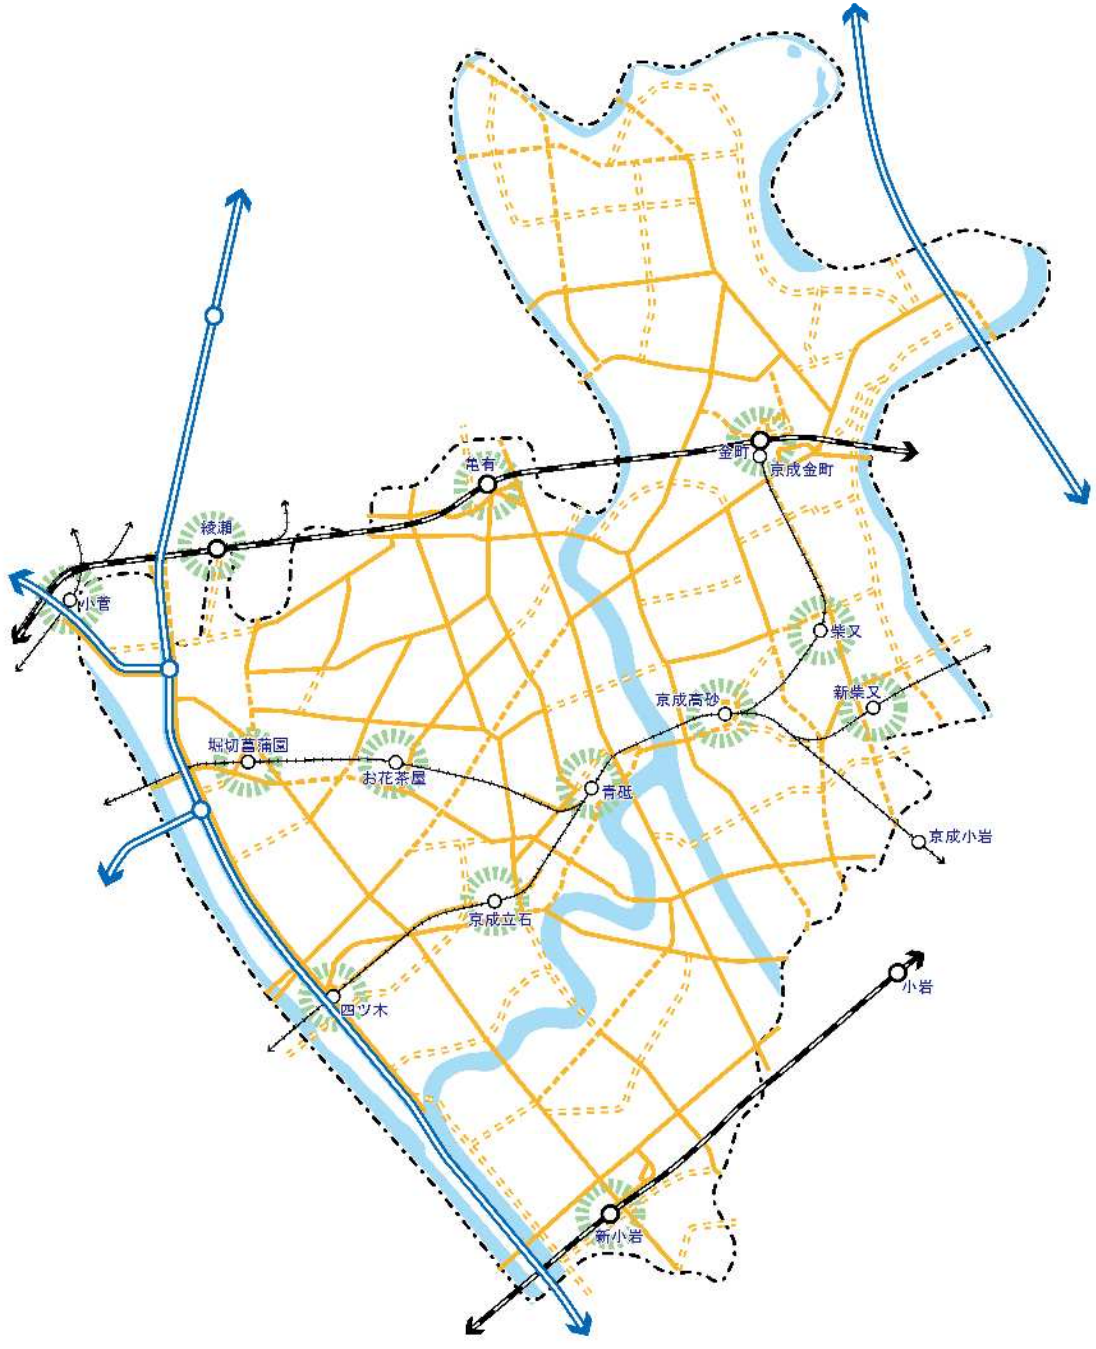 金町
京成金町
亀有
綾瀬
小菅
柴又
新柴又
京成高砂
堀切菖蒲園
お花茶屋
青砥
京成小岩
京成立石
小岩
四ツ木
新小岩